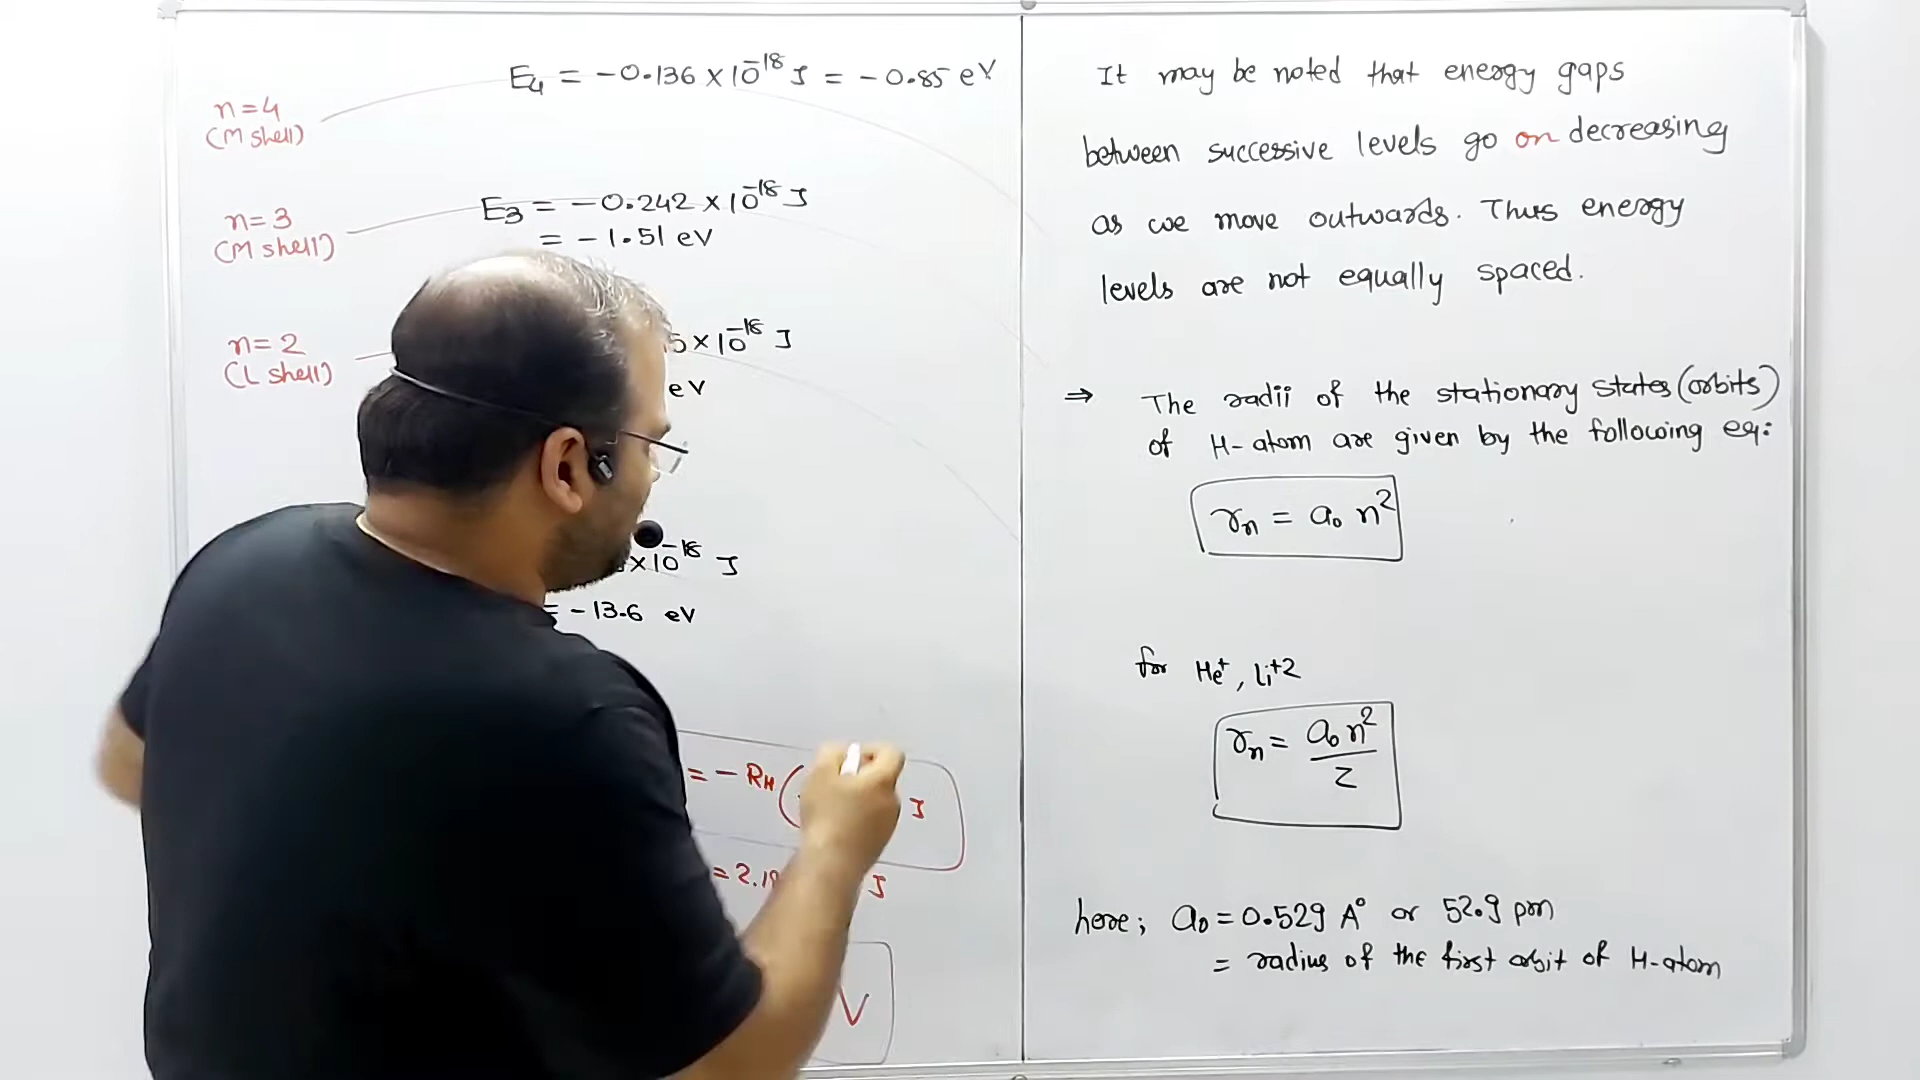 E₄ = -0.136 × 10⁻¹⁸ J = -0.85 eV
n=4
(M shell)
E₃ = -0.242 × 10⁻¹⁸ J
= -1.51 eV
n=3
(M shell)
n=2
(L shell)
5 × 10⁻¹⁸ J
eV
× 10⁻¹⁸ J
= -13.6 eV
= - R_H ( J
= 2.1 J
V
It may be noted that energy gaps
between successive levels go on decreasing
as we move outwards. Thus energy
levels are not equally spaced.
⇒ The radii of the stationary states (orbits)
of H-atom are given by the following eq:
rₙ = a₀ n²
for He⁺, Li⁺²
rₙ = a₀ n² / Z
here; a₀ = 0.529 A° or 52.9 pm
= radius of the first orbit of H-atom